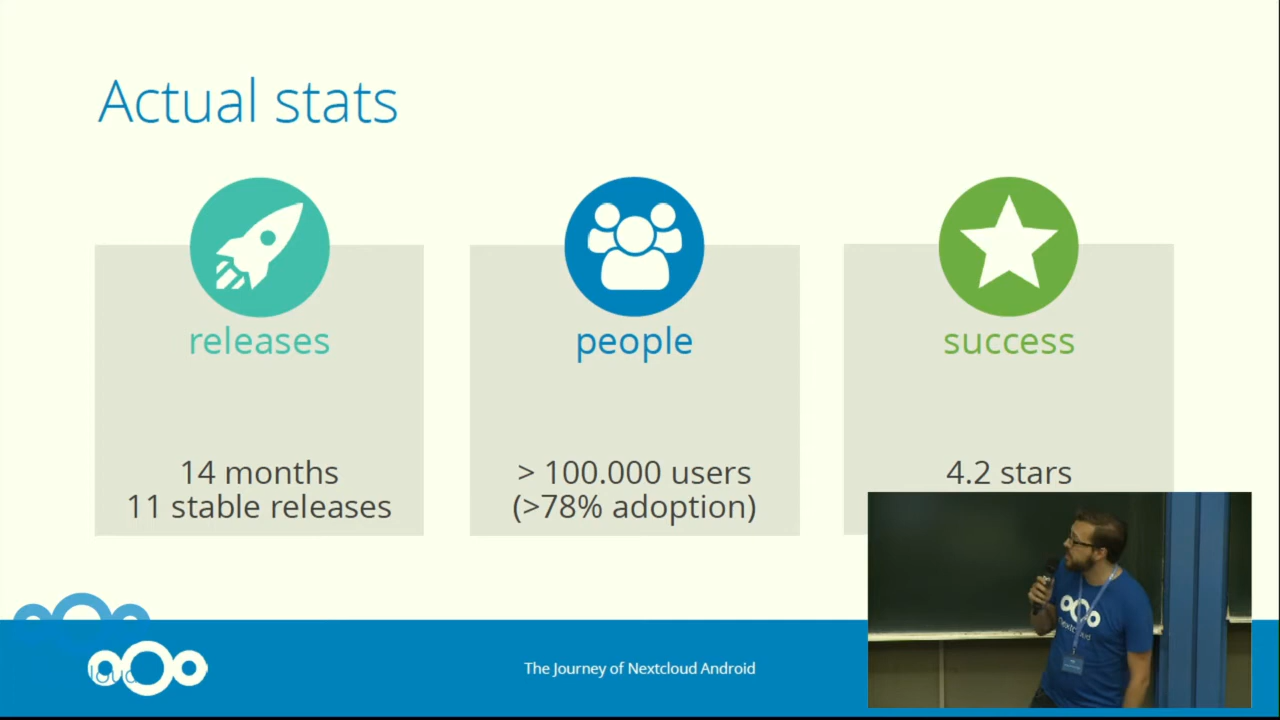 Actual stats
releases
people
success
14 months
11 stable releases
> 100.000 users
(>78% adoption)
4.2 stars
The Journey of Nextcloud Android
Nextcloud